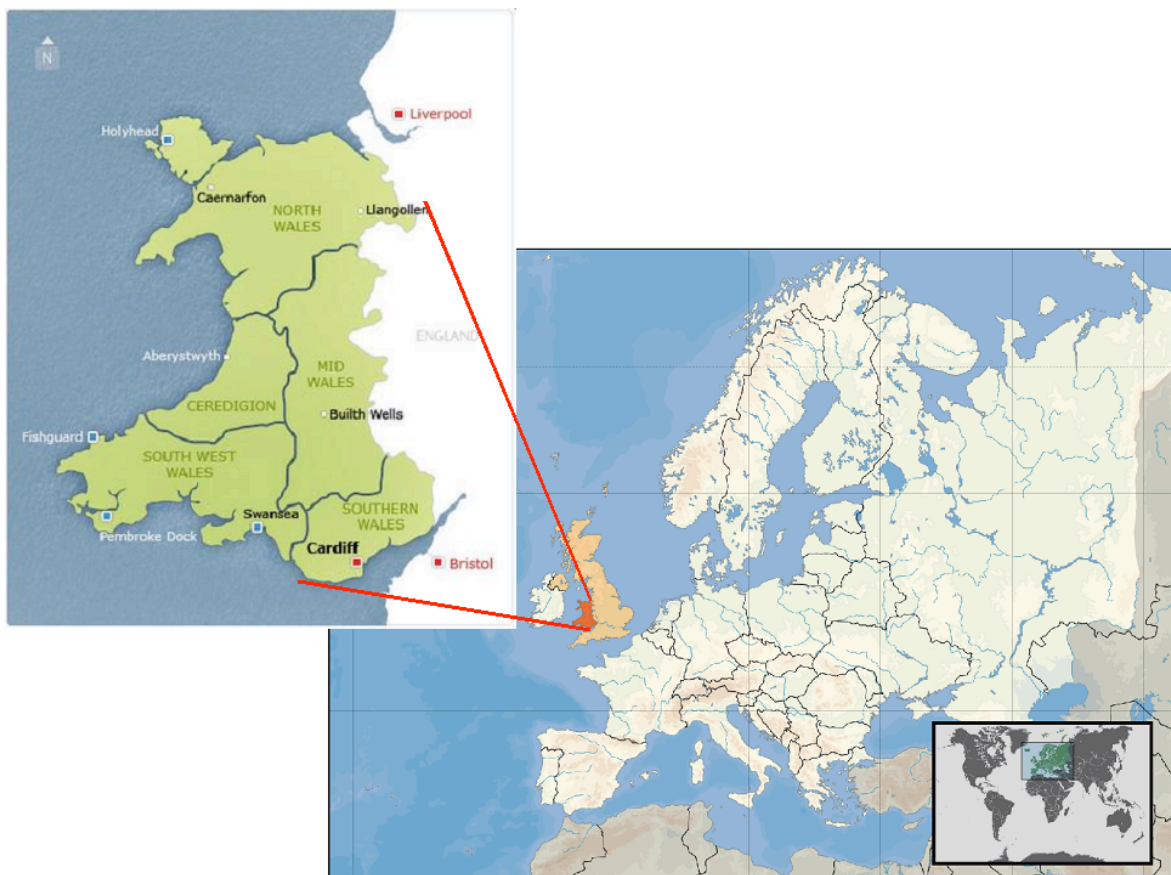 N
Liverpool
Holyhead
Caernarfon
Llangollen
NORTH
WALES
ENGLAND
Aberystwyth
MID
WALES
CEREDIGION
Builth Wells
Fishguard
SOUTH WEST
WALES
Swansea
SOUTHERN
WALES
Pembroke Dock
Cardiff
Bristol